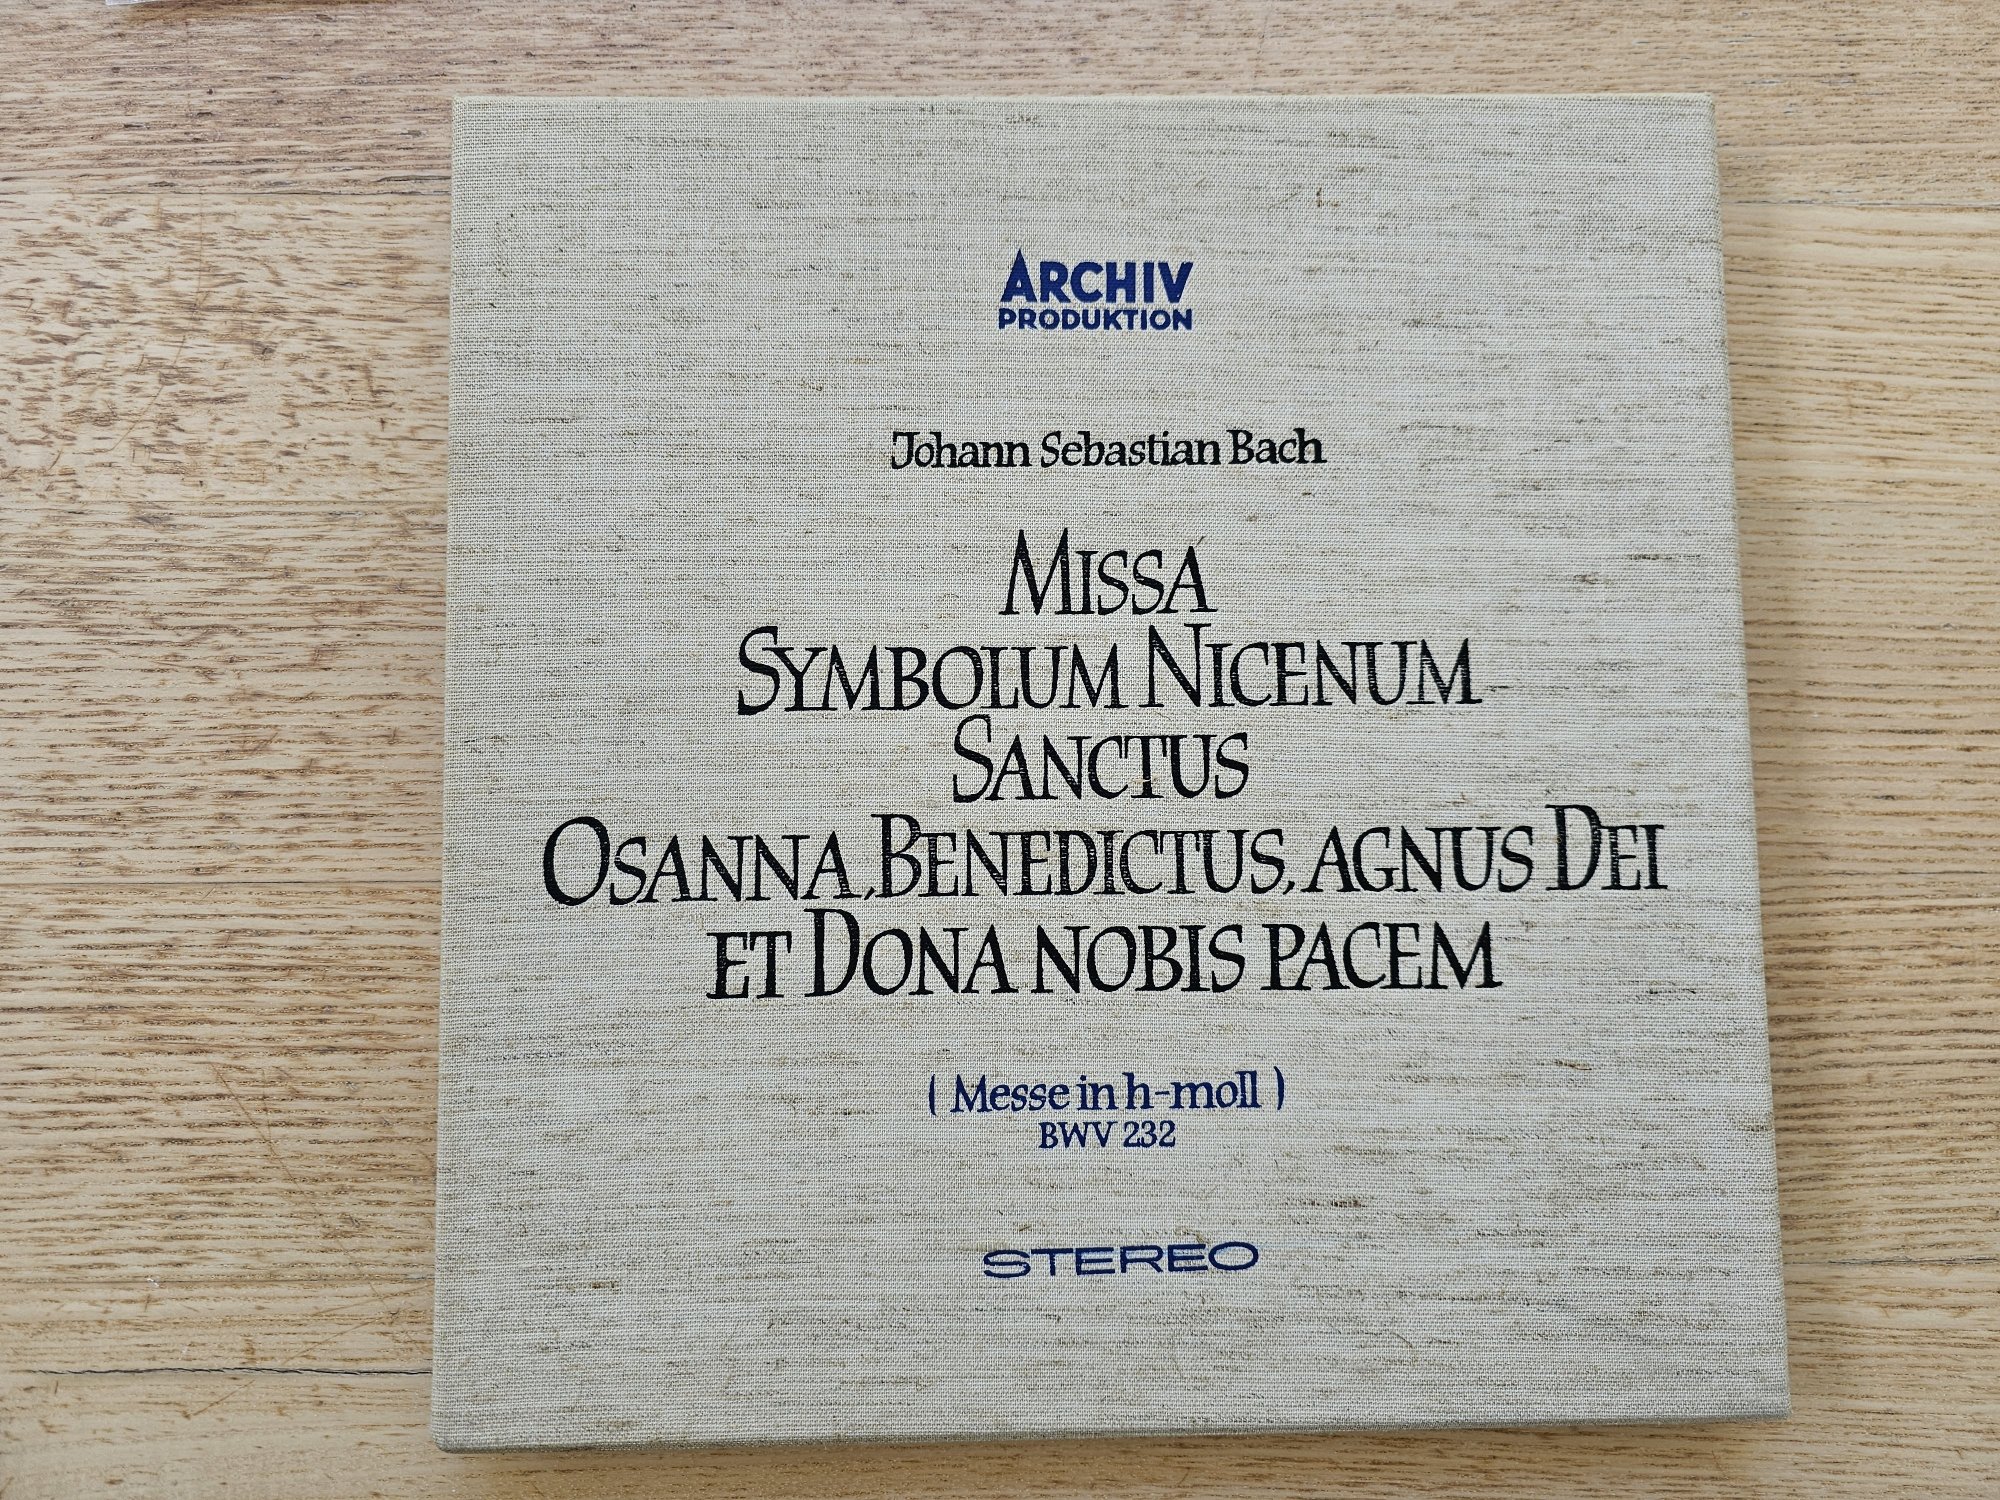 ARCHIV
PRODUKTION
Johann Sebastian Bach
MISSA
SYMBOLUM NICENUM
SANCTUS
OSANNA, BENEDICTUS, AGNUS DEI
ET DONA NOBIS PACEM
( Messe in h-moll )
BWV 232
STEREO